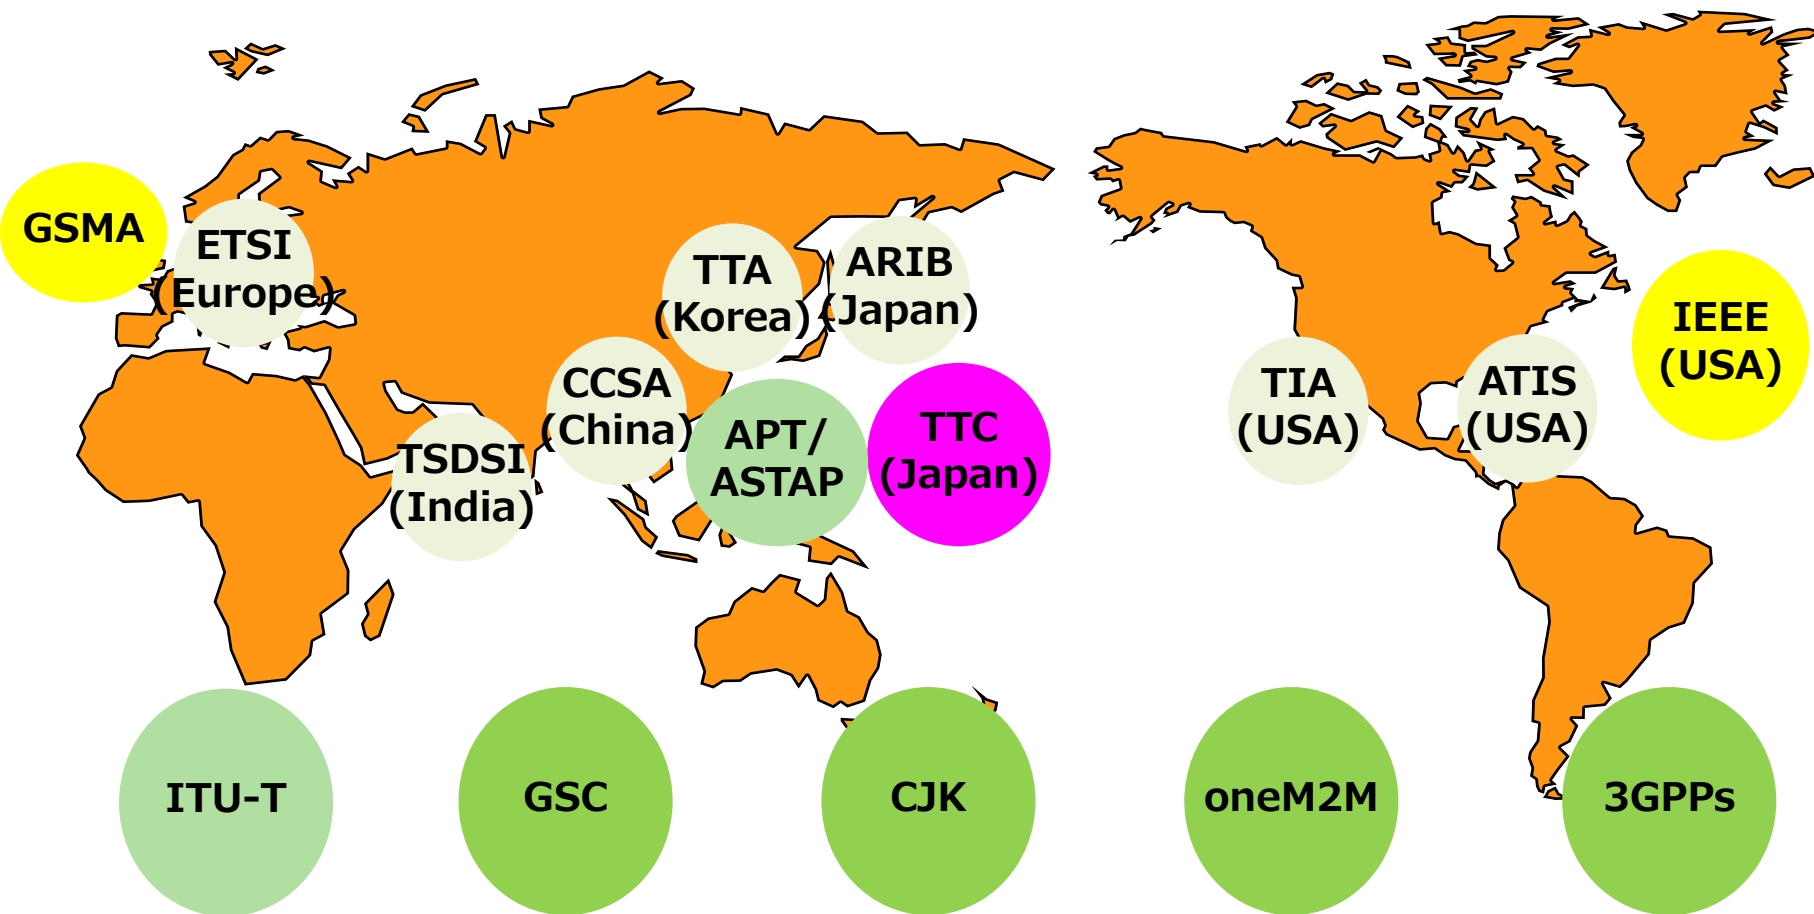 GSMA
ETSI
(Europe)
TTA
(Korea)
ARIB
(Japan)
IEEE
(USA)
CCSA
(China)
TIA
(USA)
ATIS
(USA)
TSDSI
(India)
APT/
ASTAP
TTC
(Japan)
ITU-T
GSC
CJK
oneM2M
3GPPs